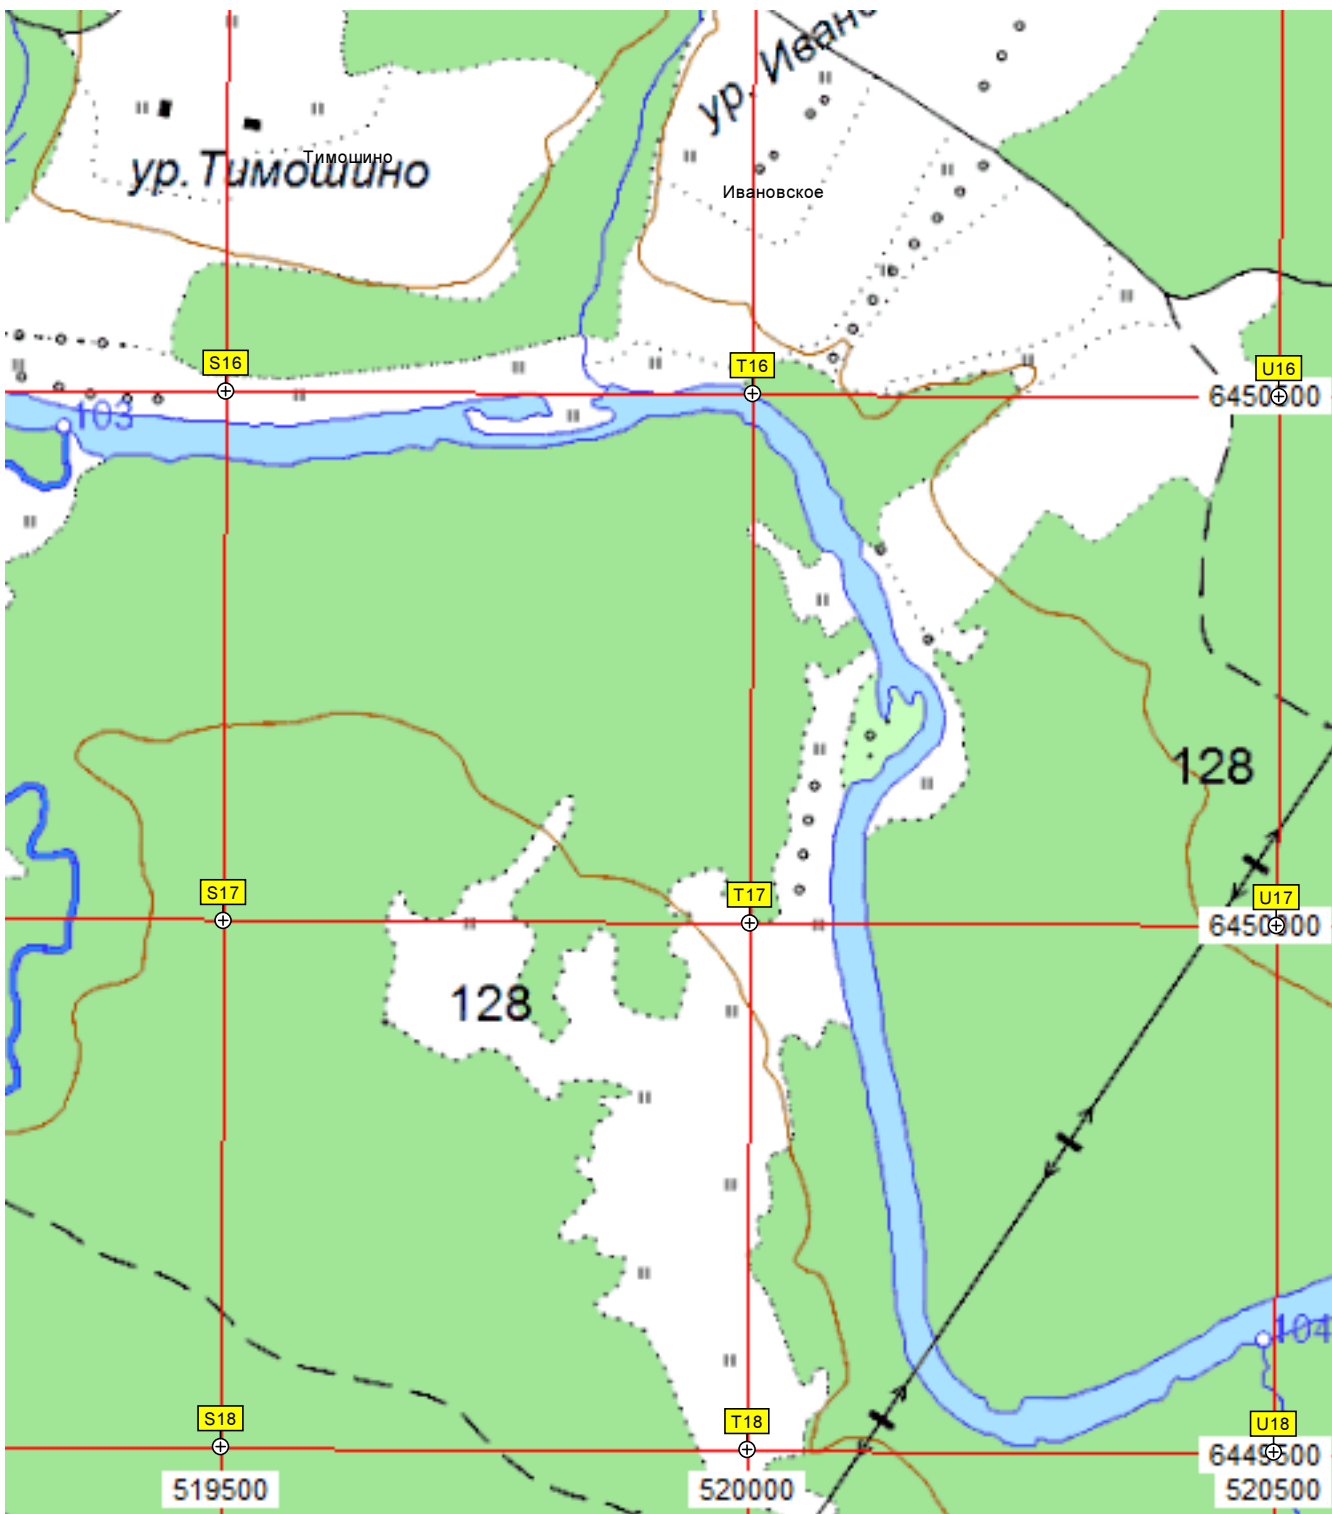 ур. Ивано
ур. Тимошино
Тимошино
Ивановское
S16
T16
U16
6450500
103
128
S17
T17
U17
6450000
128
104
S18
T18
U18
6449500
519500
520000
520500